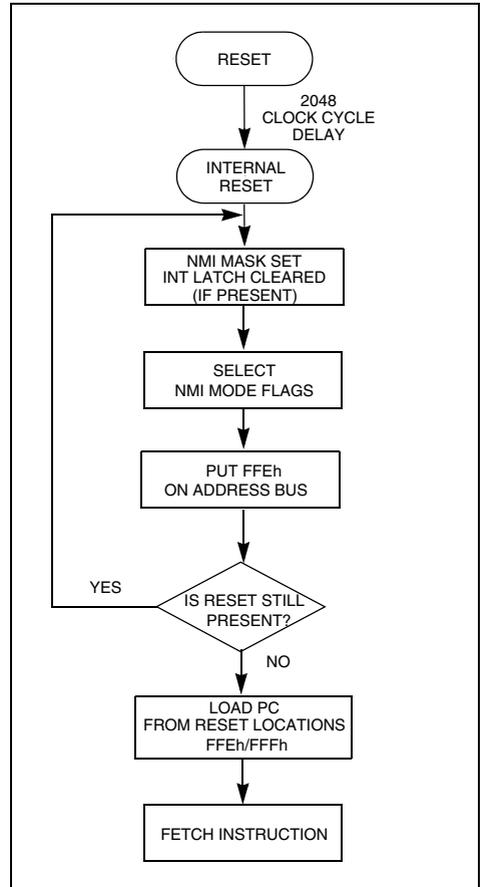 RESET
2048
CLOCK CYCLE
DELAY
INTERNAL
RESET
NMI MASK SET
INT LATCH CLEARED
(IF PRESENT)
SELECT
NMI MODE FLAGS
PUT FFEh
ON ADDRESS BUS
YES
IS RESET STILL
PRESENT?
NO
LOAD PC
FROM RESET LOCATIONS
FFEh/FFFh
FETCH INSTRUCTION